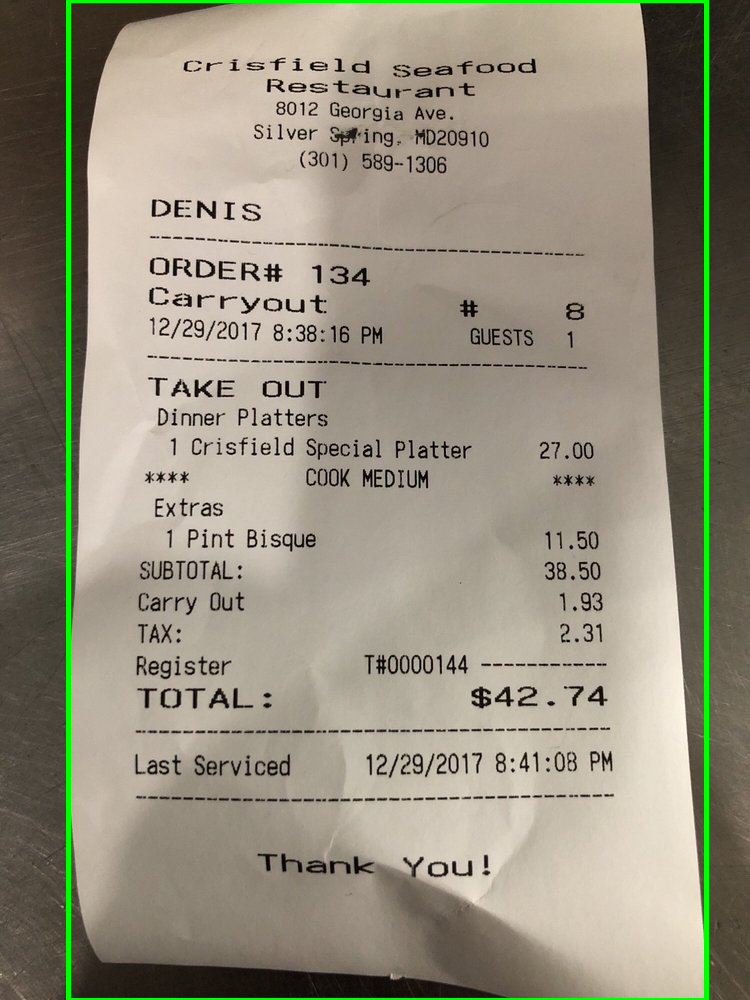 Crisfield Seafood
Restaurant
8012 Georgia Ave.
Silver Spring, MD20910
(301) 589-1306
DENIS
ORDER# 134
Carryout # 8
12/29/2017 8:38:16 PM GUESTS 1
TAKE OUT
Dinner Platters
1 Crisfield Special Platter 27.00
**** COOK MEDIUM ****
Extras
1 Pint Bisque 11.50
SUBTOTAL: 38.50
Carry Out 1.93
TAX: 2.31
Register T#0000144 ------------
TOTAL: $42.74
Last Serviced 12/29/2017 8:41:08 PM
Thank You!